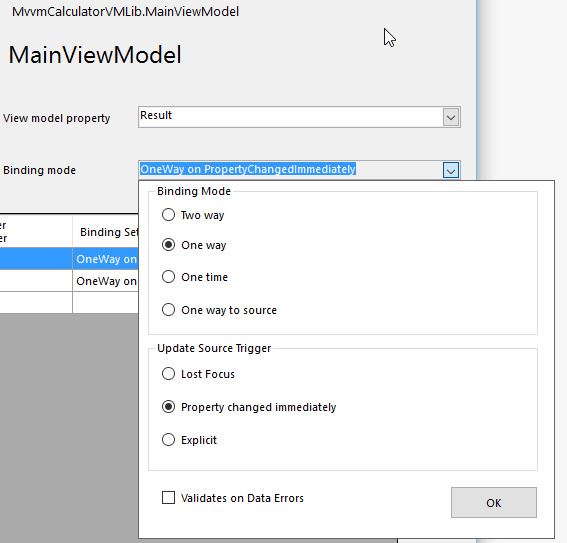 MvvmCalculatorVMLib.MainViewModel
MainViewModel
View model property
Result
Binding mode
OneWay on PropertyChangedImmediately
Binding Mode
Two way
One way
One time
One way to source
Binding Set
OneWay on
OneWay on
Update Source Trigger
Lost Focus
Property changed immediately
Explicit
Validates on Data Errors
OK